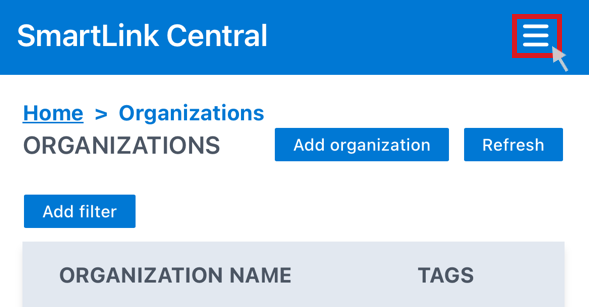 SmartLink Central
Home > Organizations
ORGANIZATIONS Add organization Refresh
Add filter
ORGANIZATION NAME TAGS